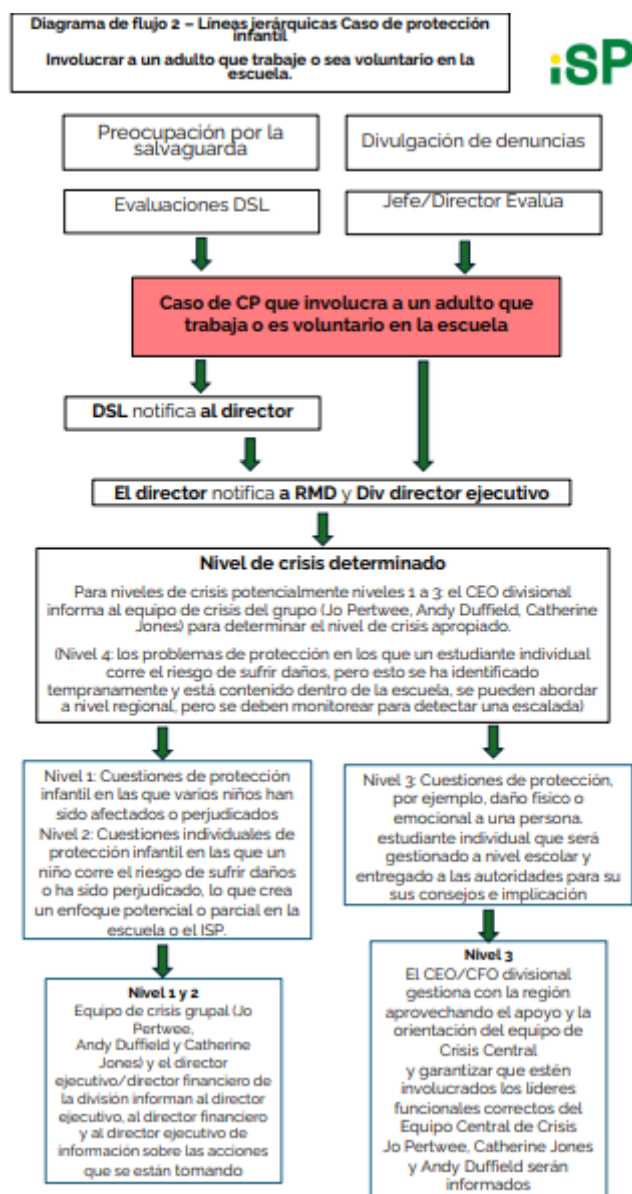 Diagrama de flujo 2 – Líneas jerárquicas Caso de protección
infantil
Involucrar a un adulto que trabaje o sea voluntario en la
escuela.
iSP
Preocupación por la
salvaguarda
Divulgación de denuncias
Evaluaciones DSL
Jefe/Director Evalúa
Caso de CP que involucra a un adulto que
trabaja o es voluntario en la escuela
DSL notifica al director
El director notifica a RMD y Div director ejecutivo
Nivel de crisis determinado
Para niveles de crisis potencialmente niveles 1 a 3: el CEO divisional
informa al equipo de crisis del grupo (Jo Pertwee, Andy Duffield, Catherine
Jones) para determinar el nivel de crisis apropiado.
(Nivel 4: los problemas de protección en los que un estudiante individual
corre el riesgo de sufrir daños, pero esto se ha identificado
tempranamente y está contenido dentro de la escuela, se pueden abordar
a nivel regional, pero se deben monitorear para detectar una escalada)
Nivel 1: Cuestiones de protección
infantil en las que varios niños han
sido afectados o perjudicados
Nivel 2: Cuestiones individuales de
protección infantil en las que un
niño corre el riesgo de sufrir daños
o ha sido perjudicado, lo que crea
un enfoque potencial o parcial en la
escuela o el ISP.
Nivel 3: Cuestiones de protección,
por ejemplo, daño físico o
emocional a una persona.
estudiante individual que será
gestionado a nivel escolar y
entregado a las autoridades para su
sus consejos e implicación
Nivel 1 y 2
Equipo de crisis grupal (Jo
Pertwee,
Andy Duffield y Catherine
Jones) y el director
ejecutivo/director financiero de
la división informan al director
ejecutivo, al director financiero
y al director ejecutivo de
información sobre las acciones
que se están tomando
Nivel 3
El CEO/CFO divisional
gestiona con la región
aprovechando el apoyo y la
orientación del equipo de
Crisis Central
y garantizar que estén
involucrados los líderes
funcionales correctos del
Equipo Central de Crisis
Jo Pertwee, Catherine Jones
y Andy Duffield serán
informados